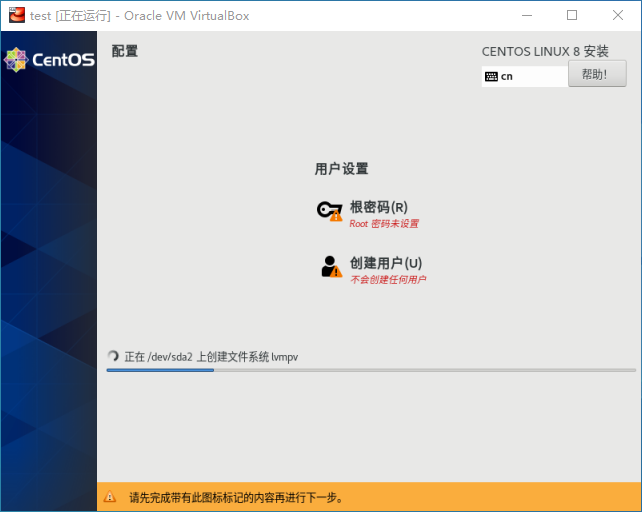 test [正在运行] - Oracle VM VirtualBox
CentOS
配置
CENTOS LINUX 8 安装
cn
帮助!
用户设置
根密码(R)
Root 密码未设置
创建用户(U)
不会创建任何用户
正在 /dev/sda2 上创建文件系统 lvmpv
请先完成带有此图标标记的内容再进行下一步。